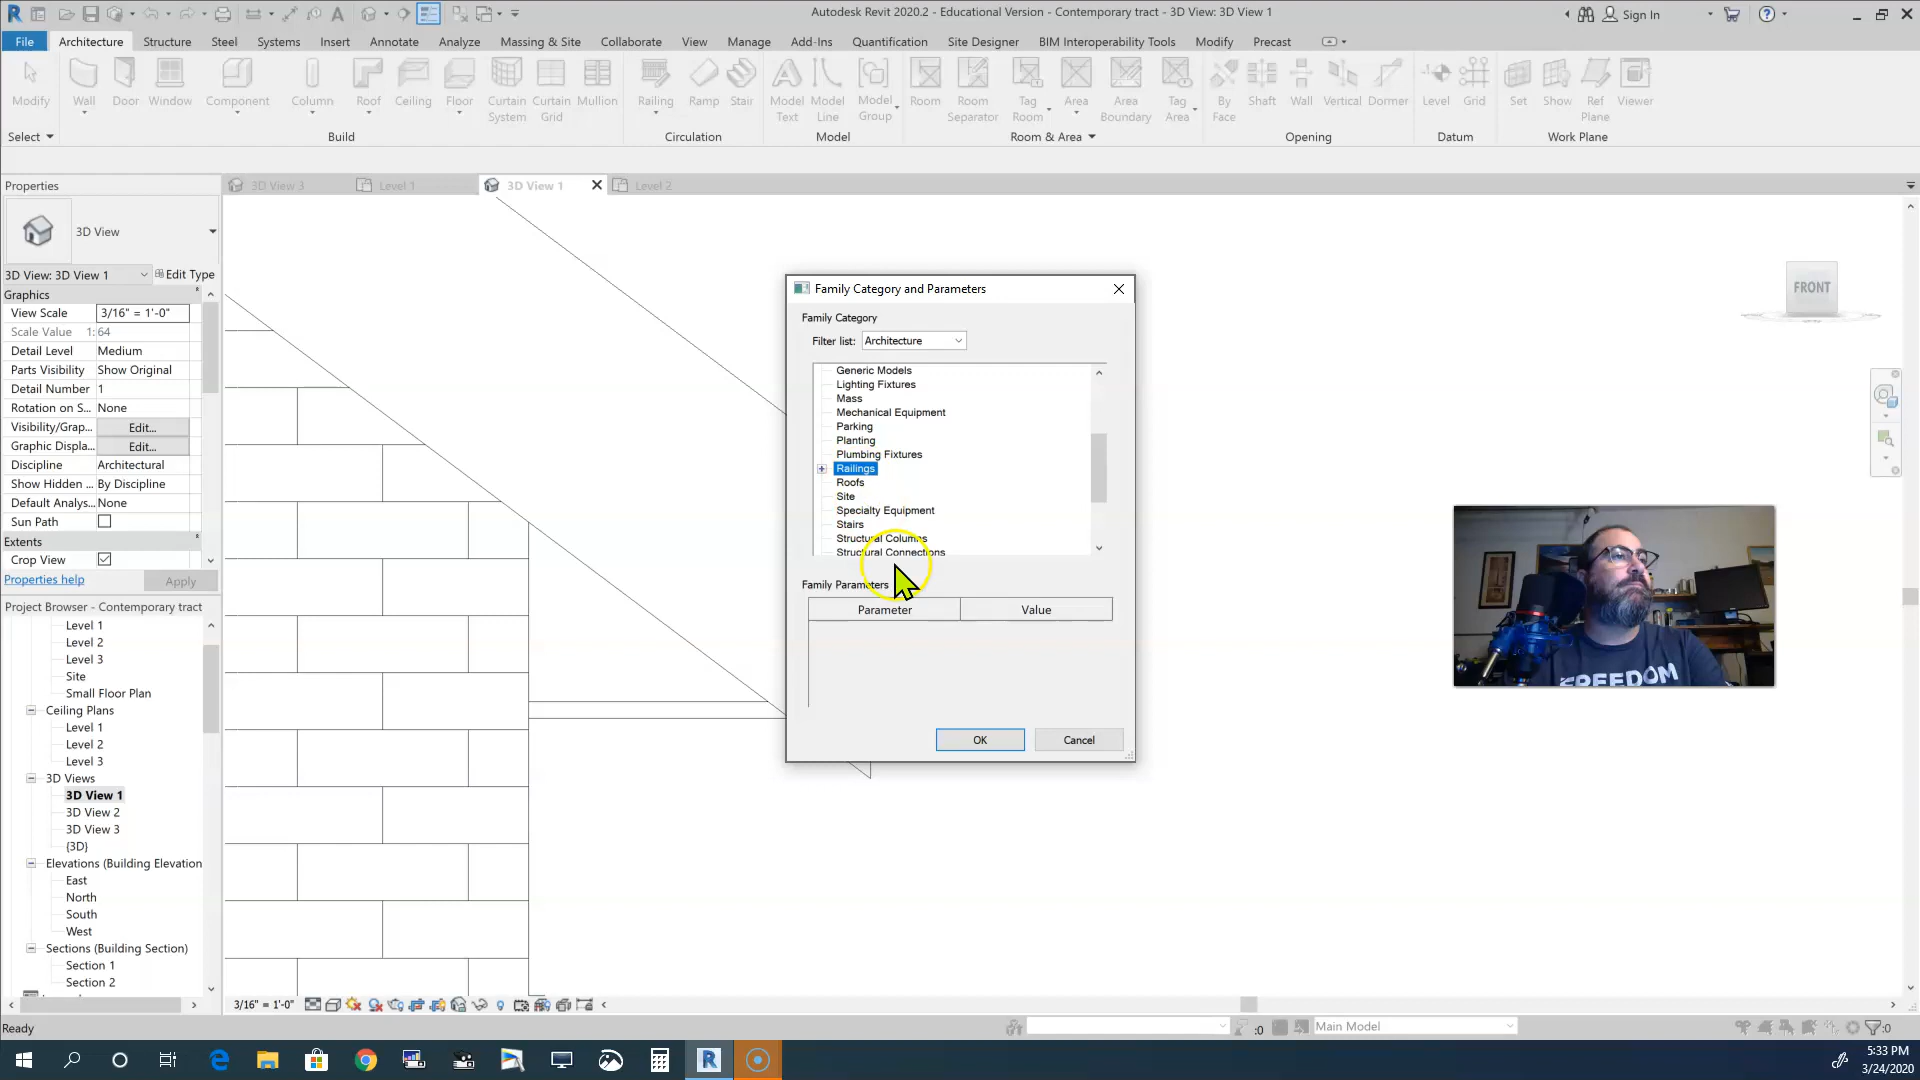 Autodesk Revit 2020.2 - Educational Version - Contemporary tract - 3D View: 3D View 1
Sign In
File Architecture Structure Steel Systems Insert Annotate Analyze Massing & Site Collaborate View Manage Add-Ins Quantification Site Designer BIM Interoperability Tools Modify Precast
Modify Wall Door Window Component Column Roof Ceiling Floor Curtain System Curtain Grid Mullion Railing Ramp Stair Model Text Model Line Model Group Room Room Separator Tag Room Area Area Boundary Tag Area By Face Shaft Wall Vertical Dormer Level Grid Set Show Ref Plane Viewer
Select Build Circulation Model Room & Area Opening Datum Work Plane
Properties
3D View 3 Level 1 3D View 1 Level 2
3D View
3D View: 3D View 1 Edit Type
Graphics
View Scale 3/16" = 1'-0"
Scale Value 1: 64
Detail Level Medium
Parts Visibility Show Original
Detail Number 1
Rotation on S... None
Visibility/Grap... Edit...
Graphic Displa... Edit...
Discipline Architectural
Show Hidden ... By Discipline
Default Analys... None
Sun Path
Extents
Crop View
Properties help Apply
Project Browser - Contemporary tract
Level 1
Level 2
Level 3
Site
Small Floor Plan
Ceiling Plans
Level 1
Level 2
Level 3
3D Views
3D View 1
3D View 2
3D View 3
{3D}
Elevations (Building Elevation
East
North
South
West
Sections (Building Section)
Section 1
Section 2
Family Category and Parameters
Family Category
Filter list: Architecture
Generic Models
Lighting Fixtures
Mass
Mechanical Equipment
Parking
Planting
Plumbing Fixtures
Railings
Roofs
Site
Specialty Equipment
Stairs
Structural Columns
Structural Connections
Family Parameters
Parameter Value
OK Cancel
FRONT
FREEDOM
3/16" = 1'-0"
Ready
:0 Main Model :0
5:33 PM
3/24/2020